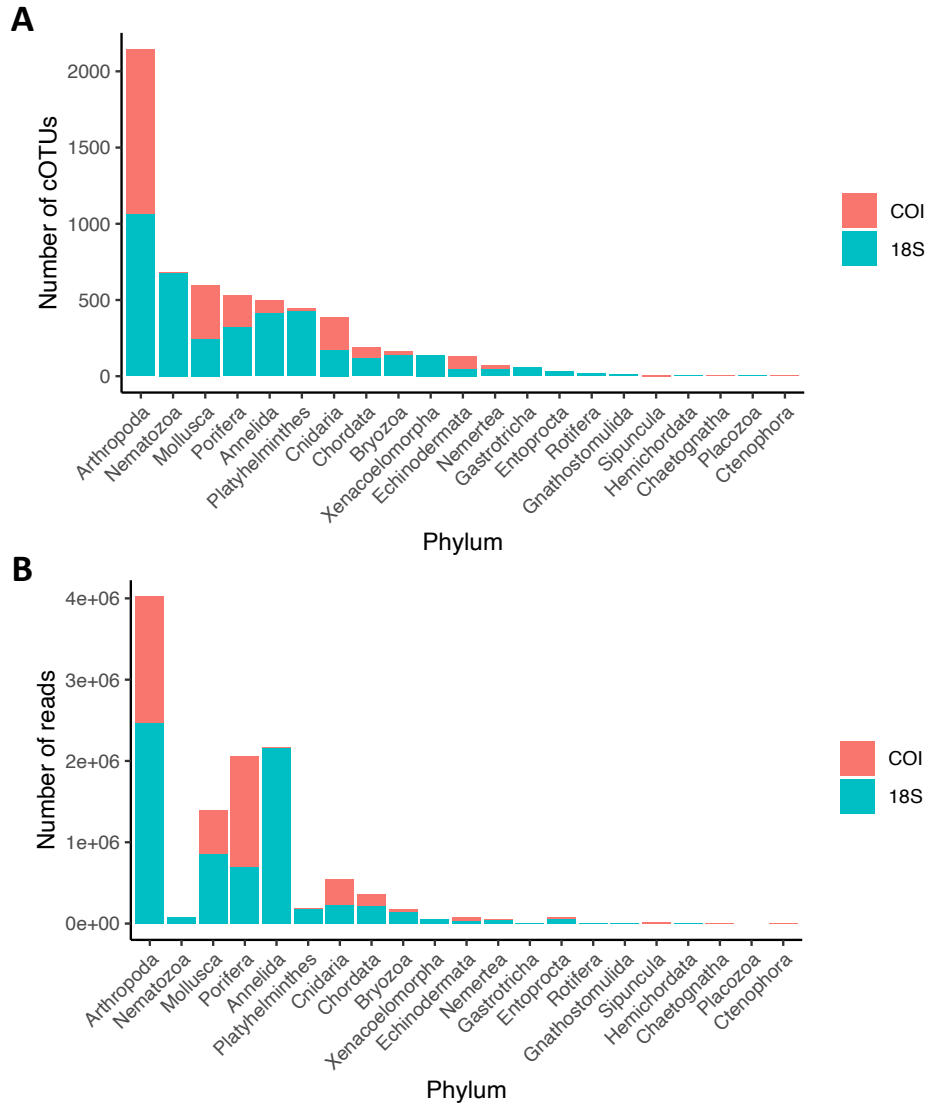 A
Number of cOTUs
2000
1500
1000
500
0
COI
18S
Arthropoda
Nematozoa
Mollusca
Porifera
Annelida
Platyhelminthes
Cnidaria
Chordata
Bryozoa
Xenacoelomorpha
Echinodermata
Nemertea
Gastrotricha
Entoprocta
Rotifera
Gnathostomulida
Sipuncula
Hemichordata
Chaetognatha
Placozoa
Ctenophora
Phylum
B
Number of reads
4e+06
3e+06
2e+06
1e+06
0e+00
COI
18S
Arthropoda
Nematozoa
Mollusca
Porifera
Annelida
Platyhelminthes
Cnidaria
Chordata
Bryozoa
Xenacoelomorpha
Echinodermata
Nemertea
Gastrotricha
Entoprocta
Rotifera
Gnathostomulida
Sipuncula
Hemichordata
Chaetognatha
Placozoa
Ctenophora
Phylum